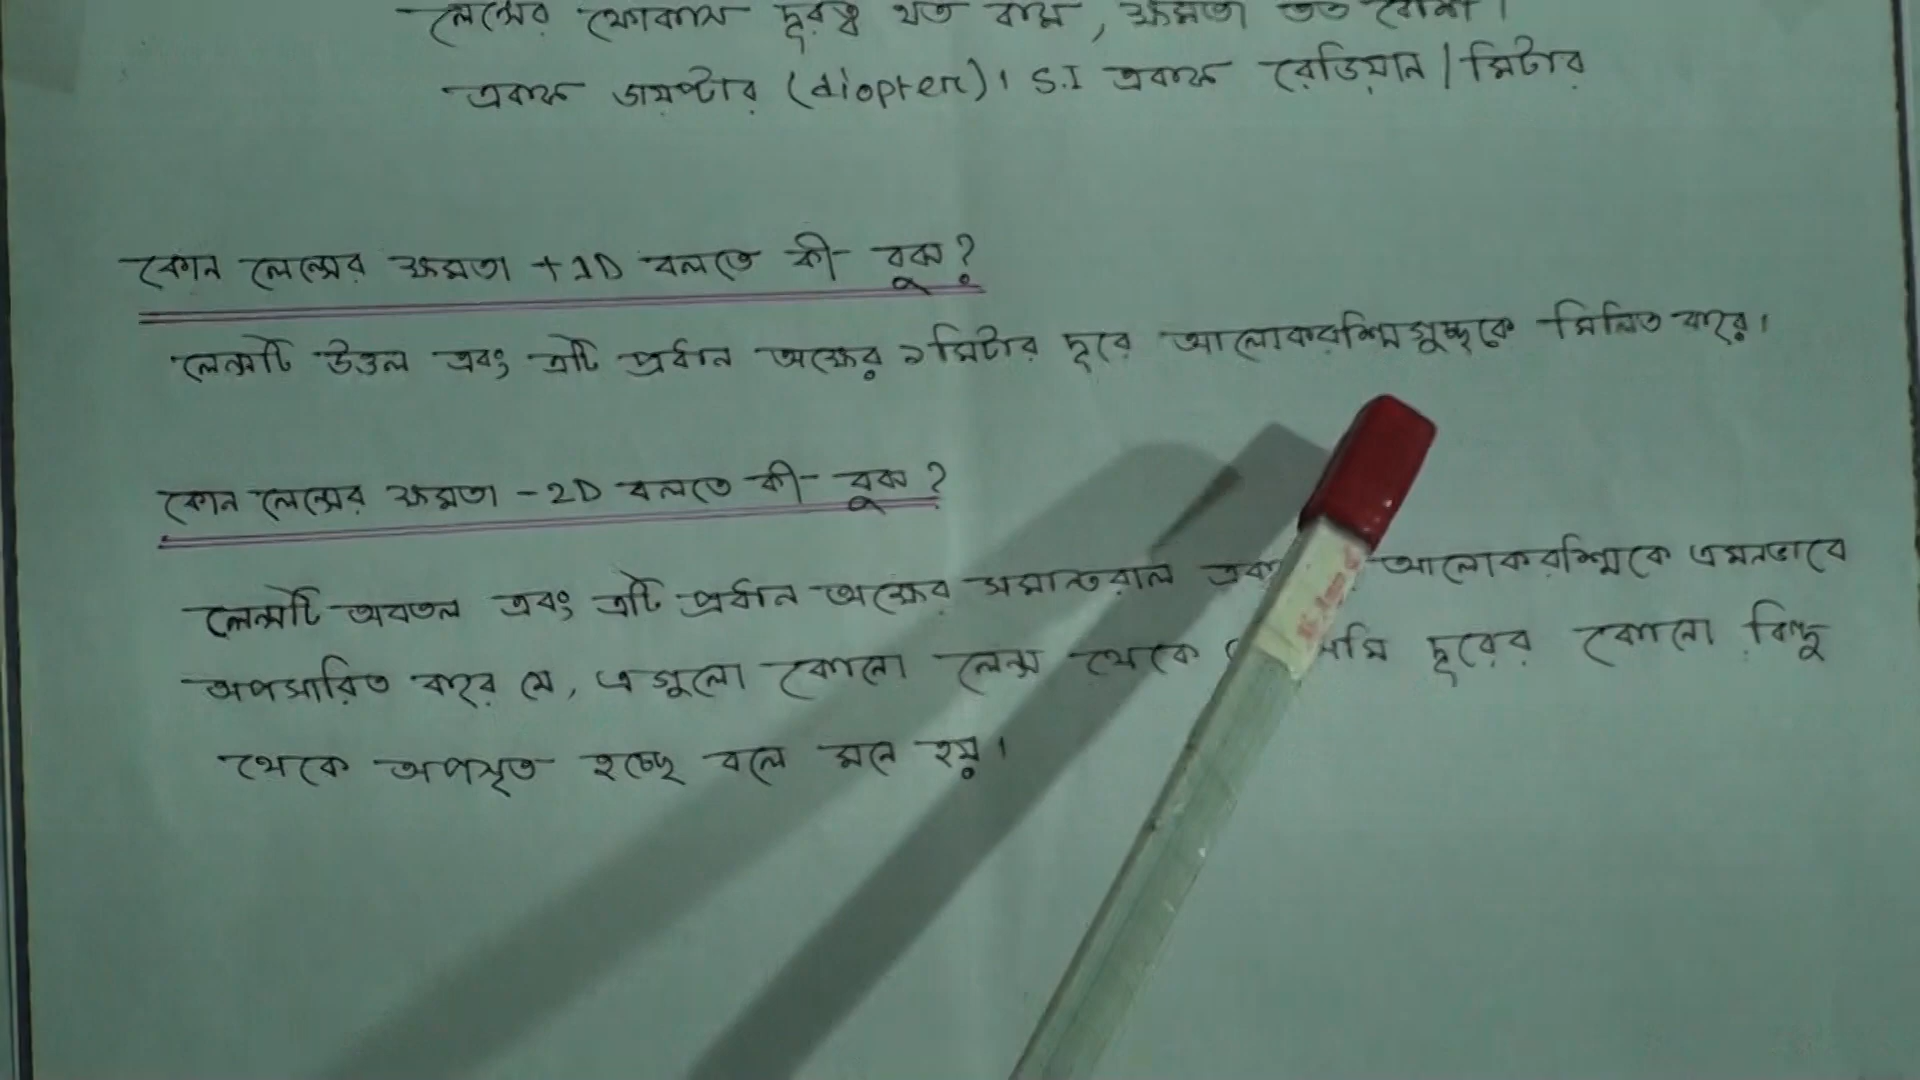 লেন্সের ফোকাস দূরত্ব যত কম, ক্ষমতা তত বেশী।
একক ডায়প্টার (diopter)। S.I একক রেডিয়ান/মিটার
কোন লেন্সের ক্ষমতা +1D বলতে কী বুঝ?
লেন্সটি উত্তল এবং এটি প্রধান অক্ষের ১মিটার দূরে আলোকরশ্মিগুচ্ছকে মিলিত করে।
কোন লেন্সের ক্ষমতা -2D বলতে কী বুঝ?
লেন্সটি অবতল এবং এটি প্রধান অক্ষের সমান্তরাল আলোকরশ্মিকে এমনভাবে
অপসারিত করে যে, এগুলো কোনো লেন্স থেকে দূরের কোনো বিন্দু
থেকে অপসৃত হচ্ছে বলে মনে হয়।